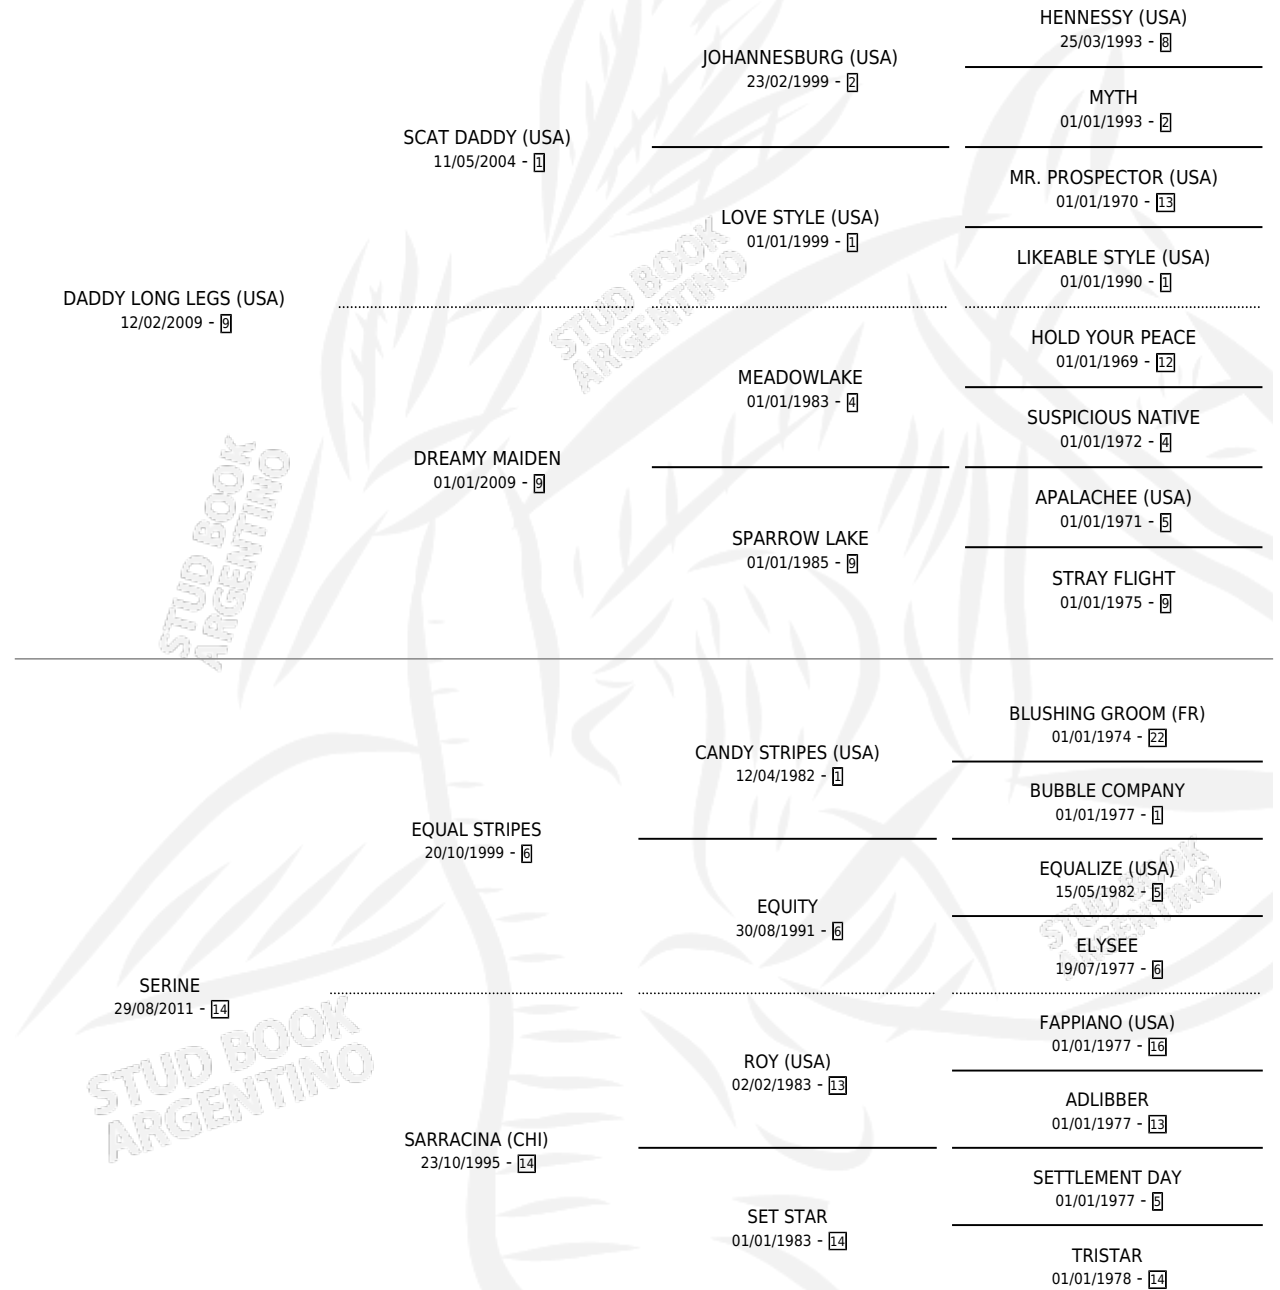 HENNESSY (USA)
25/03/1993 - 8
JOHANNESBURG (USA)
23/02/1999 - 2
MYTH
01/01/1993 - 2
SCAT DADDY (USA)
11/05/2004 - 1
MR. PROSPECTOR (USA)
01/01/1970 - 13
LOVE STYLE (USA)
01/01/1999 - 1
LIKEABLE STYLE (USA)
01/01/1990 - 1
DADDY LONG LEGS (USA)
12/02/2009 - 9
STUD BOOK
ARGENTINO
HOLD YOUR PEACE
01/01/1969 - 12
MEADOWLAKE
01/01/1983 - 4
SUSPICIOUS NATIVE
01/01/1972 - 4
DREAMY MAIDEN
01/01/2009 - 9
APALACHEE (USA)
01/01/1971 - 5
SPARROW LAKE
01/01/1985 - 9
STRAY FLIGHT
01/01/1975 - 9
STUD BOOK
ARGENTINO
BLUSHING GROOM (FR)
01/01/1974 - 22
CANDY STRIPES (USA)
12/04/1982 - 1
BUBBLE COMPANY
01/01/1977 - 1
EQUAL STRIPES
20/10/1999 - 6
EQUALIZE (USA)
15/05/1982 - 5
EQUITY
30/08/1991 - 6
ELYSEE
19/07/1977 - 6
STUD BOOK
ARGENTINO
SERINE
29/08/2011 - 14
FAPPIANO (USA)
01/01/1977 - 16
ROY (USA)
02/02/1983 - 13
ADLIBBER
01/01/1977 - 13
STUD BOOK
ARGENTINO
SARRACINA (CHI)
23/10/1995 - 14
SETTLEMENT DAY
01/01/1977 - 5
SET STAR
01/01/1983 - 14
TRISTAR
01/01/1978 - 14